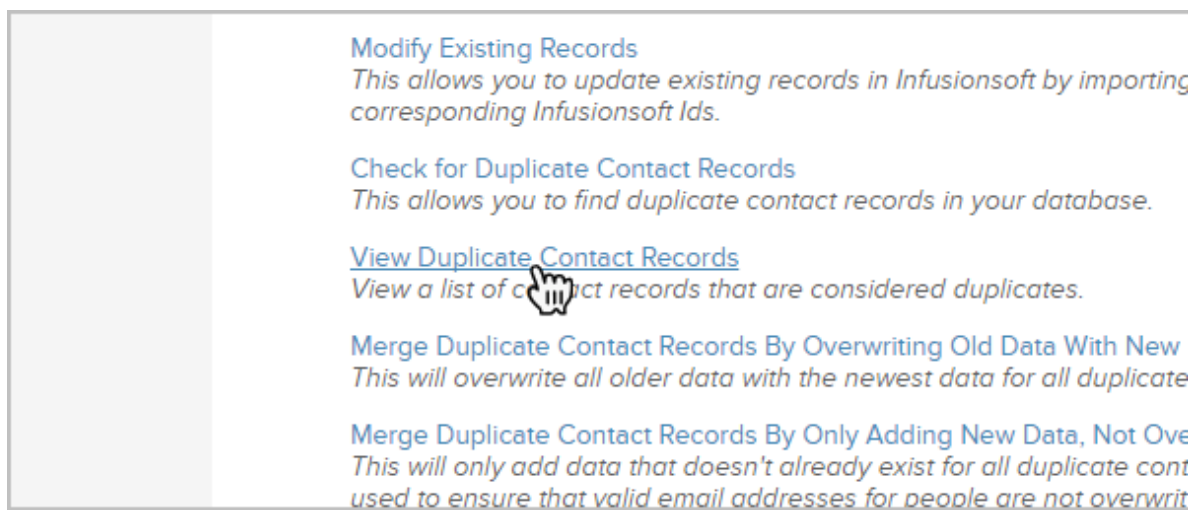 Modify Existing Records
This allows you to update existing records in Infusionsoft by importing
corresponding Infusionsoft Ids.
Check for Duplicate Contact Records
This allows you to find duplicate contact records in your database.
View Duplicate Contact Records
View a list of contact records that are considered duplicates.
Merge Duplicate Contact Records By Overwriting Old Data With New
This will overwrite all older data with the newest data for all duplicate
Merge Duplicate Contact Records By Only Adding New Data, Not Ove
This will only add data that doesn't already exist for all duplicate cont
used to ensure that valid email addresses for people are not overwrit